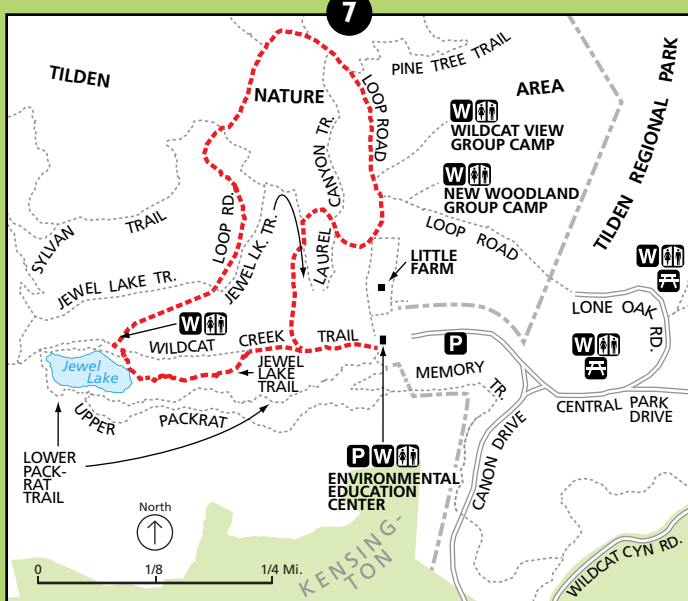 7
TILDEN
NATURE
AREA
PINE TREE TRAIL
LOOP ROAD
TILDEN REGIONAL PARK
W
WILDCAT VIEW
GROUP CAMP
W
NEW WOODLAND
GROUP CAMP
LAUREL CANYON TR.
LOOP ROAD
SYLVAN TRAIL
LOOP RD.
JEWEL LK. TR.
LITTLE
FARM
W
JEWEL LAKE TR.
LONE OAK RD.
W
WILDCAT CREEK TRAIL
P
W
Jewel
Lake
JEWEL
LAKE
TRAIL
MEMORY TR
CENTRAL PARK
DRIVE
UPPER PACKRAT
LOWER
PACK-
RAT
TRAIL
P W
ENVIRONMENTAL
EDUCATION
CENTER
CANON DRIVE
North
KENSING-
TON
WILDCAT CYN RD.
0 1/8 1/4 Mi.